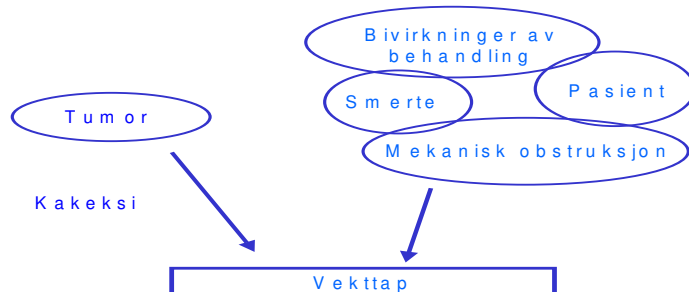 Bivirkninger av
behandling
Smerte
Pasient
Tumor
Mekanisk obstruksjon
Kakeksi
Vekttap